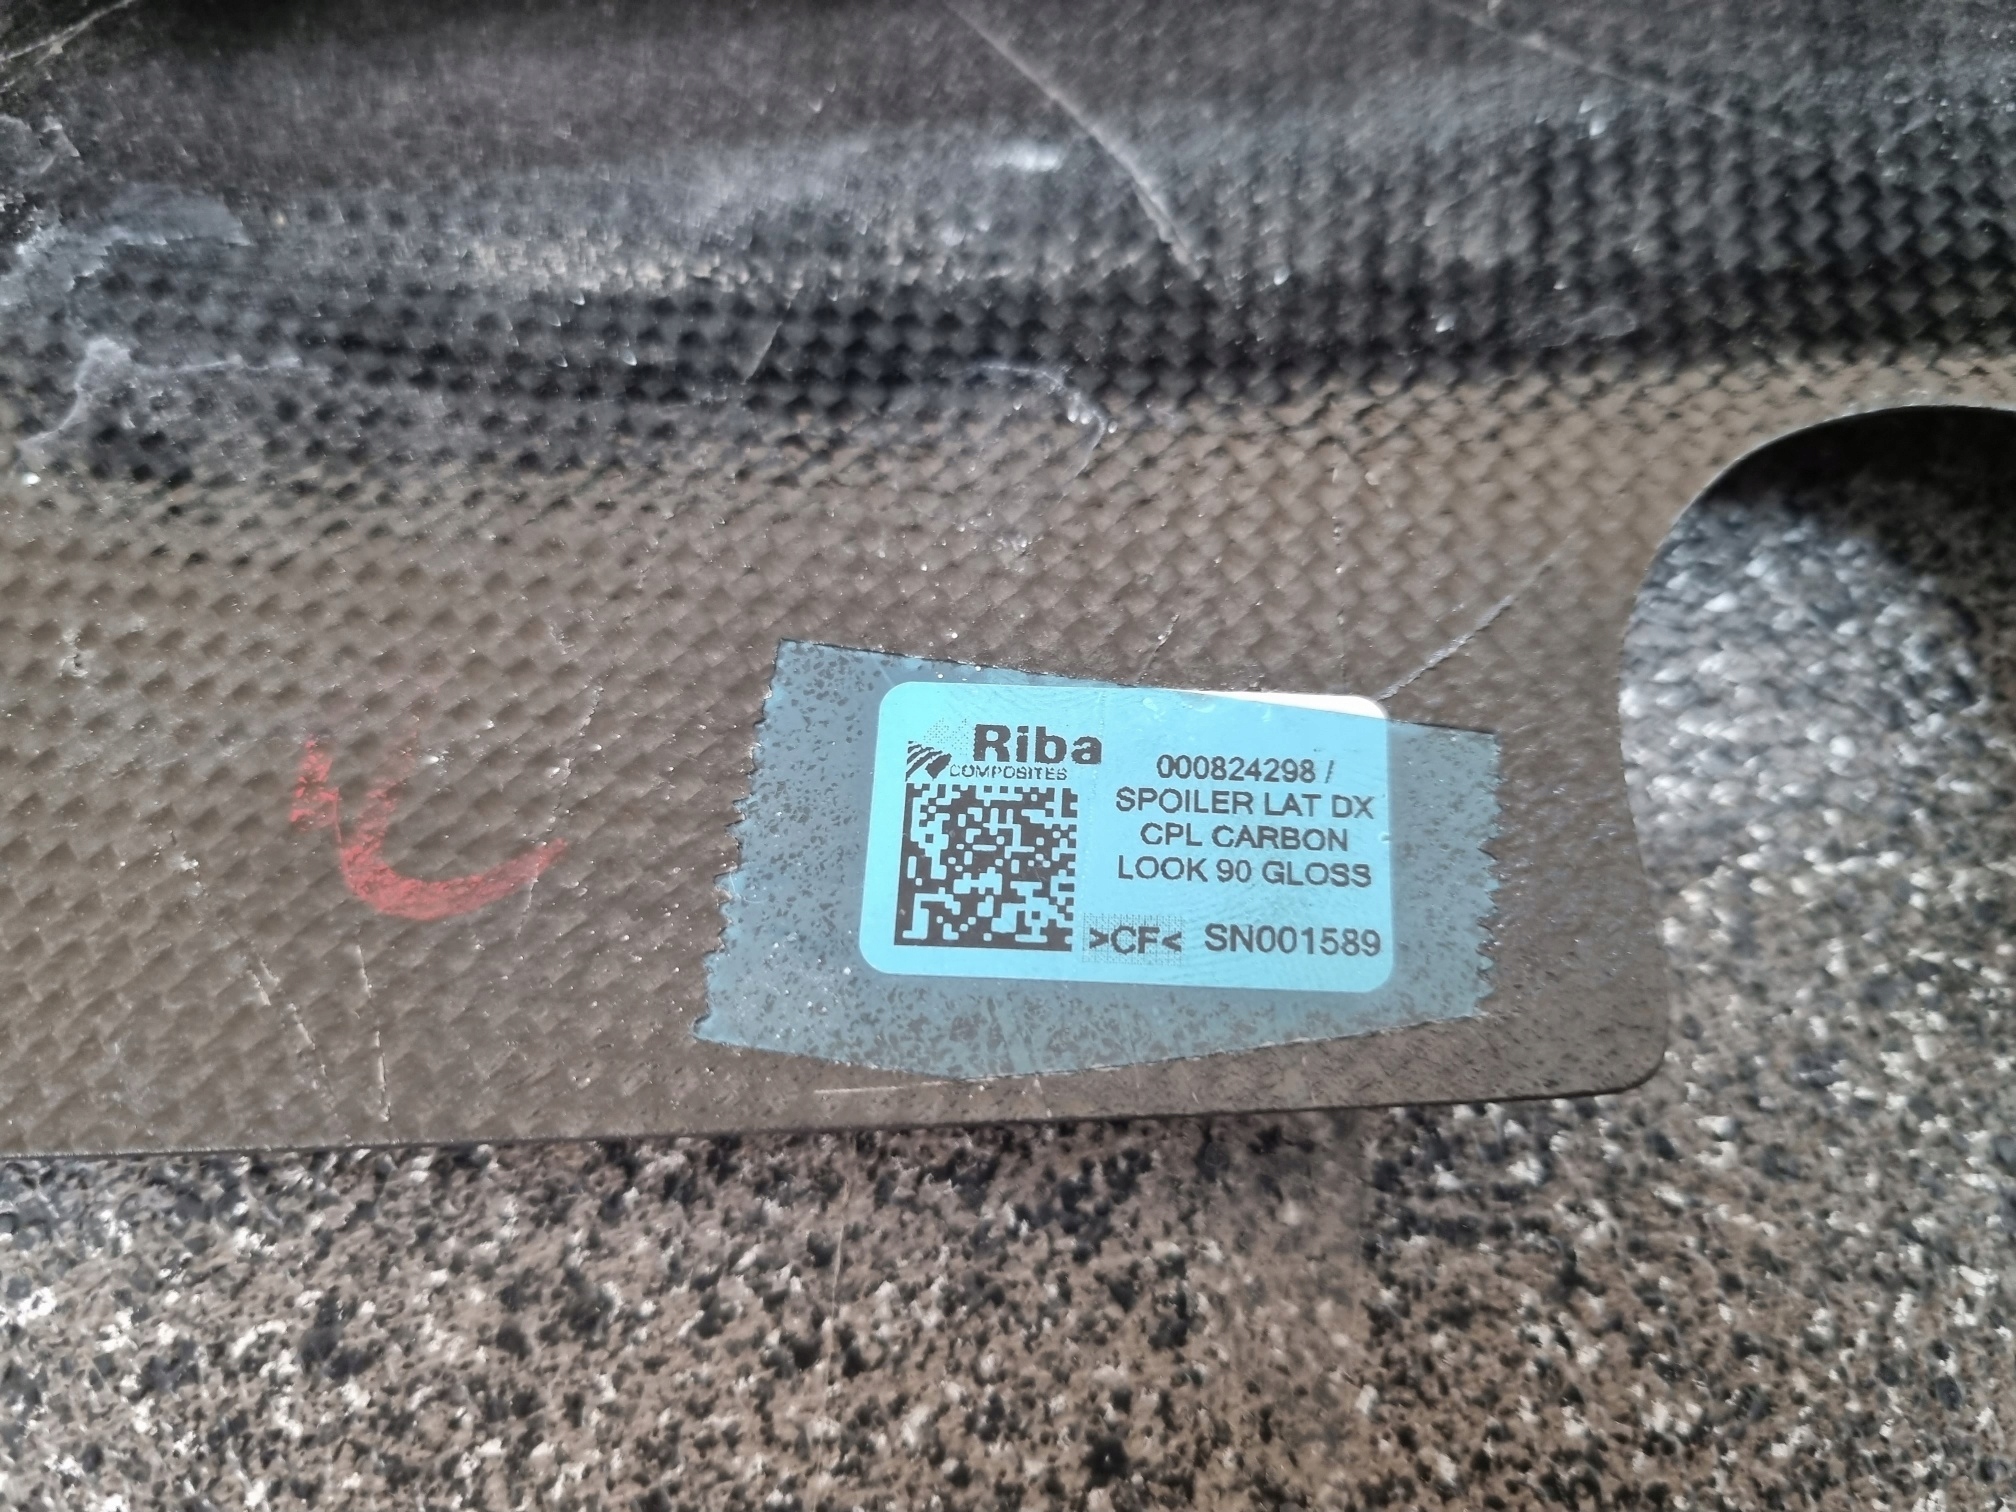 Riba
COMPOSITES
000824298 /
SPOILER LAT DX
CPL CARBON
LOOK 90 GLOSS
>CF< SN001589